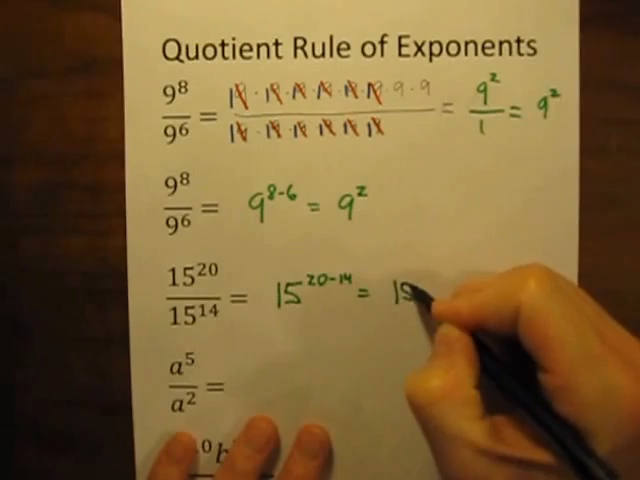 Quotient Rule of Exponents
9⁸/9⁶ = 9·9·9·9·9·9·9·9/9·9·9·9·9·9 = 9²/1 = 9²
9⁸/9⁶ = 9⁸⁻⁶ = 9²
15²⁰/15¹⁴ = 15²⁰⁻¹⁴ = 15
a⁵/a² =
⁰b